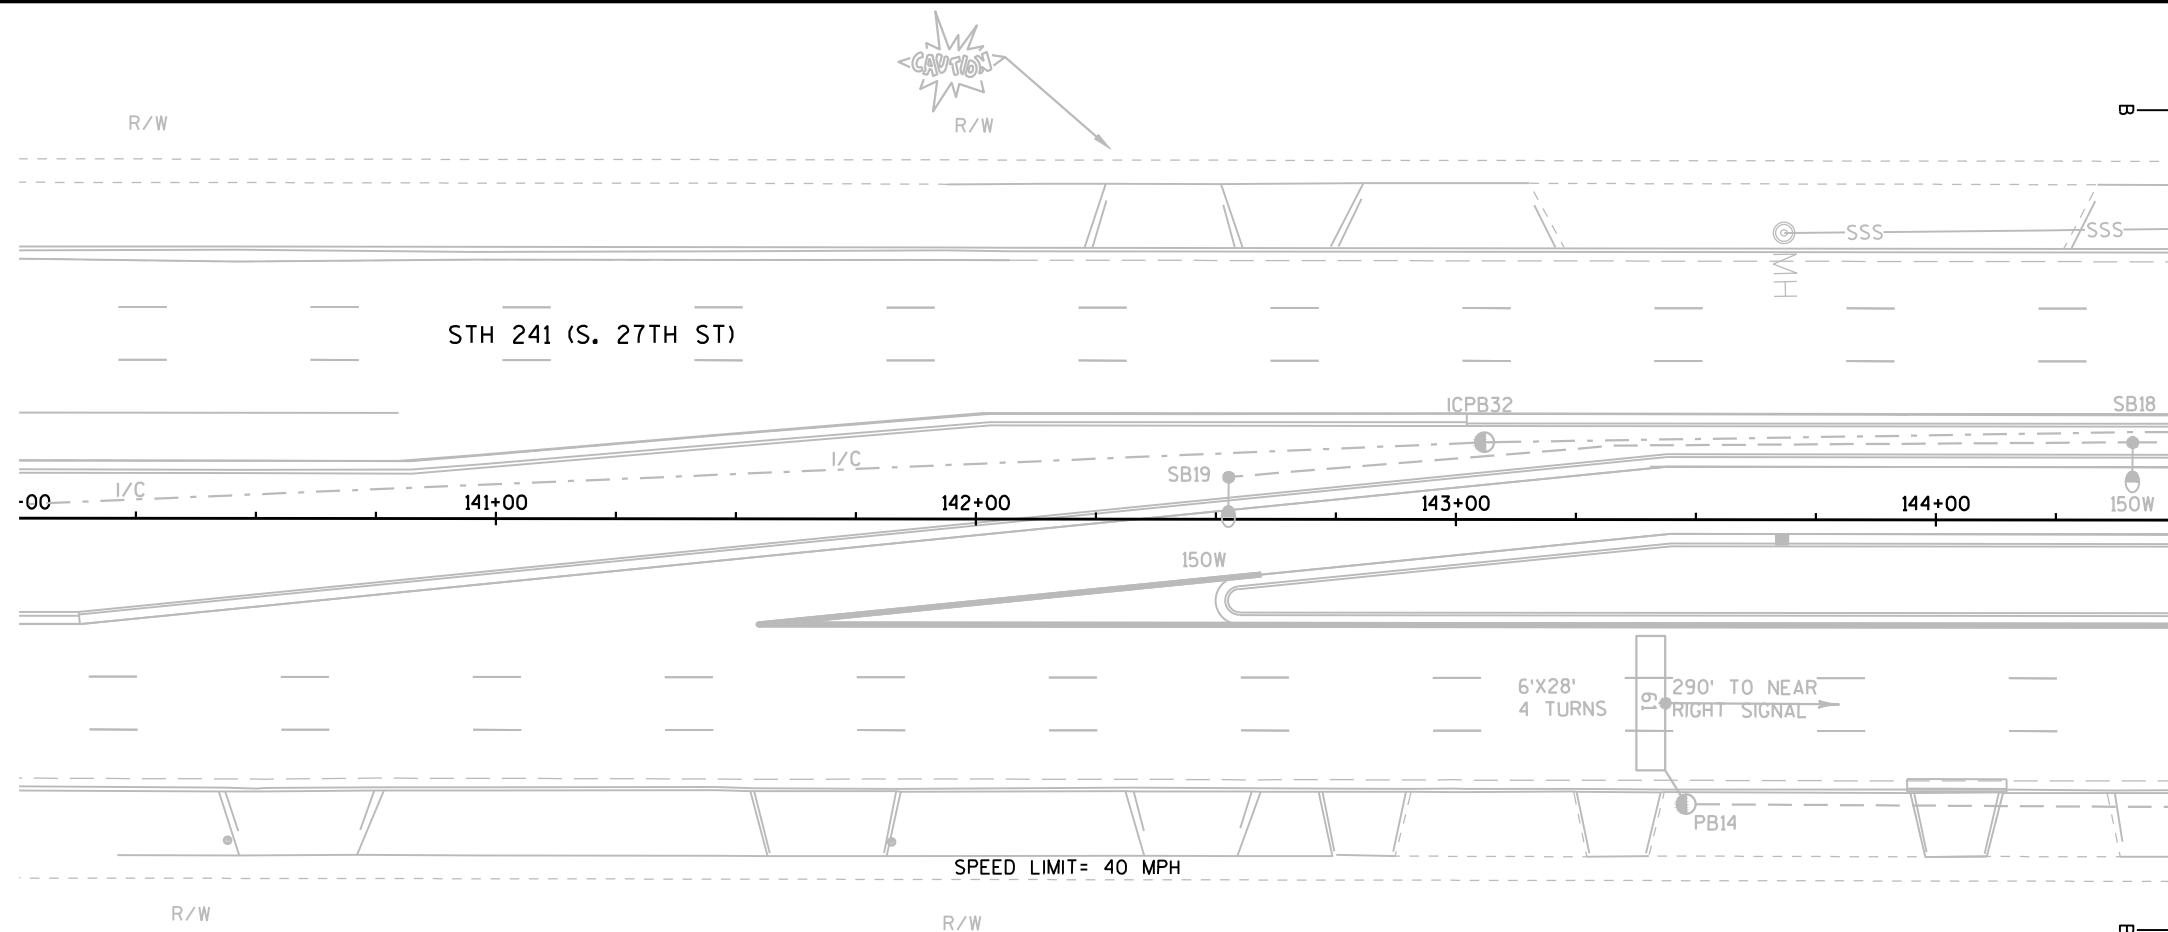 CAUTION
B
R/W
R/W
SSS
SSS
MH
STH 241 (S. 27TH ST)
ICPB32
SB18
I/C
SB19
I/C
-00
141+00
142+00
143+00
144+00
150W
150W
6'X28'
4 TURNS
61
290' TO NEAR
RIGHT SIGNAL
PB14
SPEED LIMIT= 40 MPH
R/W
R/W